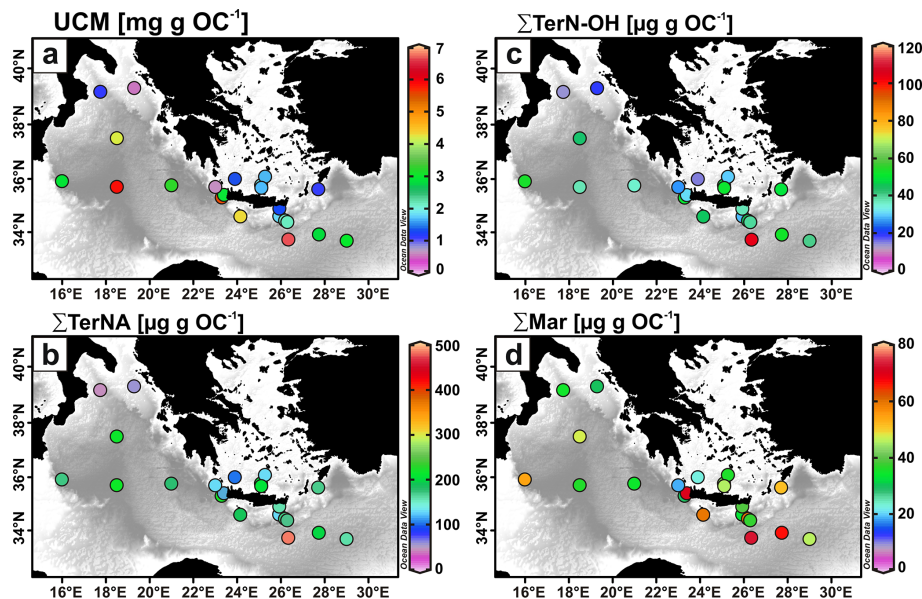 UCM [mg g OC⁻¹]
a
40°N
38°N
36°N
34°N
16°E 18°E 20°E 22°E 24°E 26°E 28°E 30°E
7
6
5
4
3
2
1
0
Ocean Data View
∑TerN-OH [µg g OC⁻¹]
c
40°N
38°N
36°N
34°N
16°E 18°E 20°E 22°E 24°E 26°E 28°E 30°E
120
100
80
60
40
20
0
Ocean Data View
∑TerNA [µg g OC⁻¹]
b
40°N
38°N
36°N
34°N
16°E 18°E 20°E 22°E 24°E 26°E 28°E 30°E
500
400
300
200
100
0
Ocean Data View
∑Mar [µg g OC⁻¹]
d
40°N
38°N
36°N
34°N
16°E 18°E 20°E 22°E 24°E 26°E 28°E 30°E
80
60
40
20
0
Ocean Data View